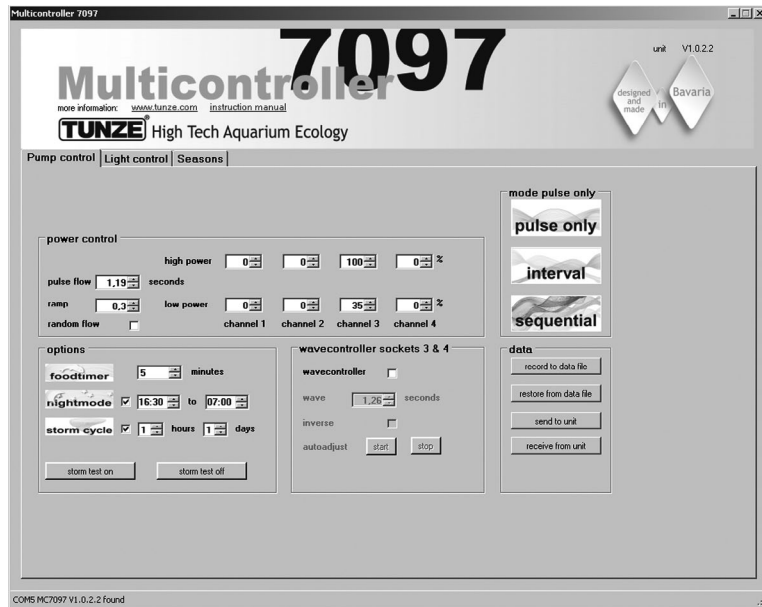 Multicontroller 7097
7097
unit V1.0.2.2
Multicontroller
designed and made in Bavaria
more information: www.tunze.com instruction manual
TUNZE® High Tech Aquarium Ecology
Pump control Light control Seasons
mode pulse only
pulse only
interval
sequential
power control
high power 0 0 100 0 %
pulse flow 1,19 seconds
ramp 0,3 low power 0 0 35 0 %
random flow channel 1 channel 2 channel 3 channel 4
options
foodtimer 5 minutes
nightmode 16:30 to 07:00
storm cycle 1 hours 1 days
storm test on storm test off
wavecontroller sockets 3 & 4
wavecontroller
wave 1,26 seconds
inverse
autoadjust start stop
data
record to data file
restore from data file
send to unit
receive from unit
COM5 MC7097 V1.0.2.2 found